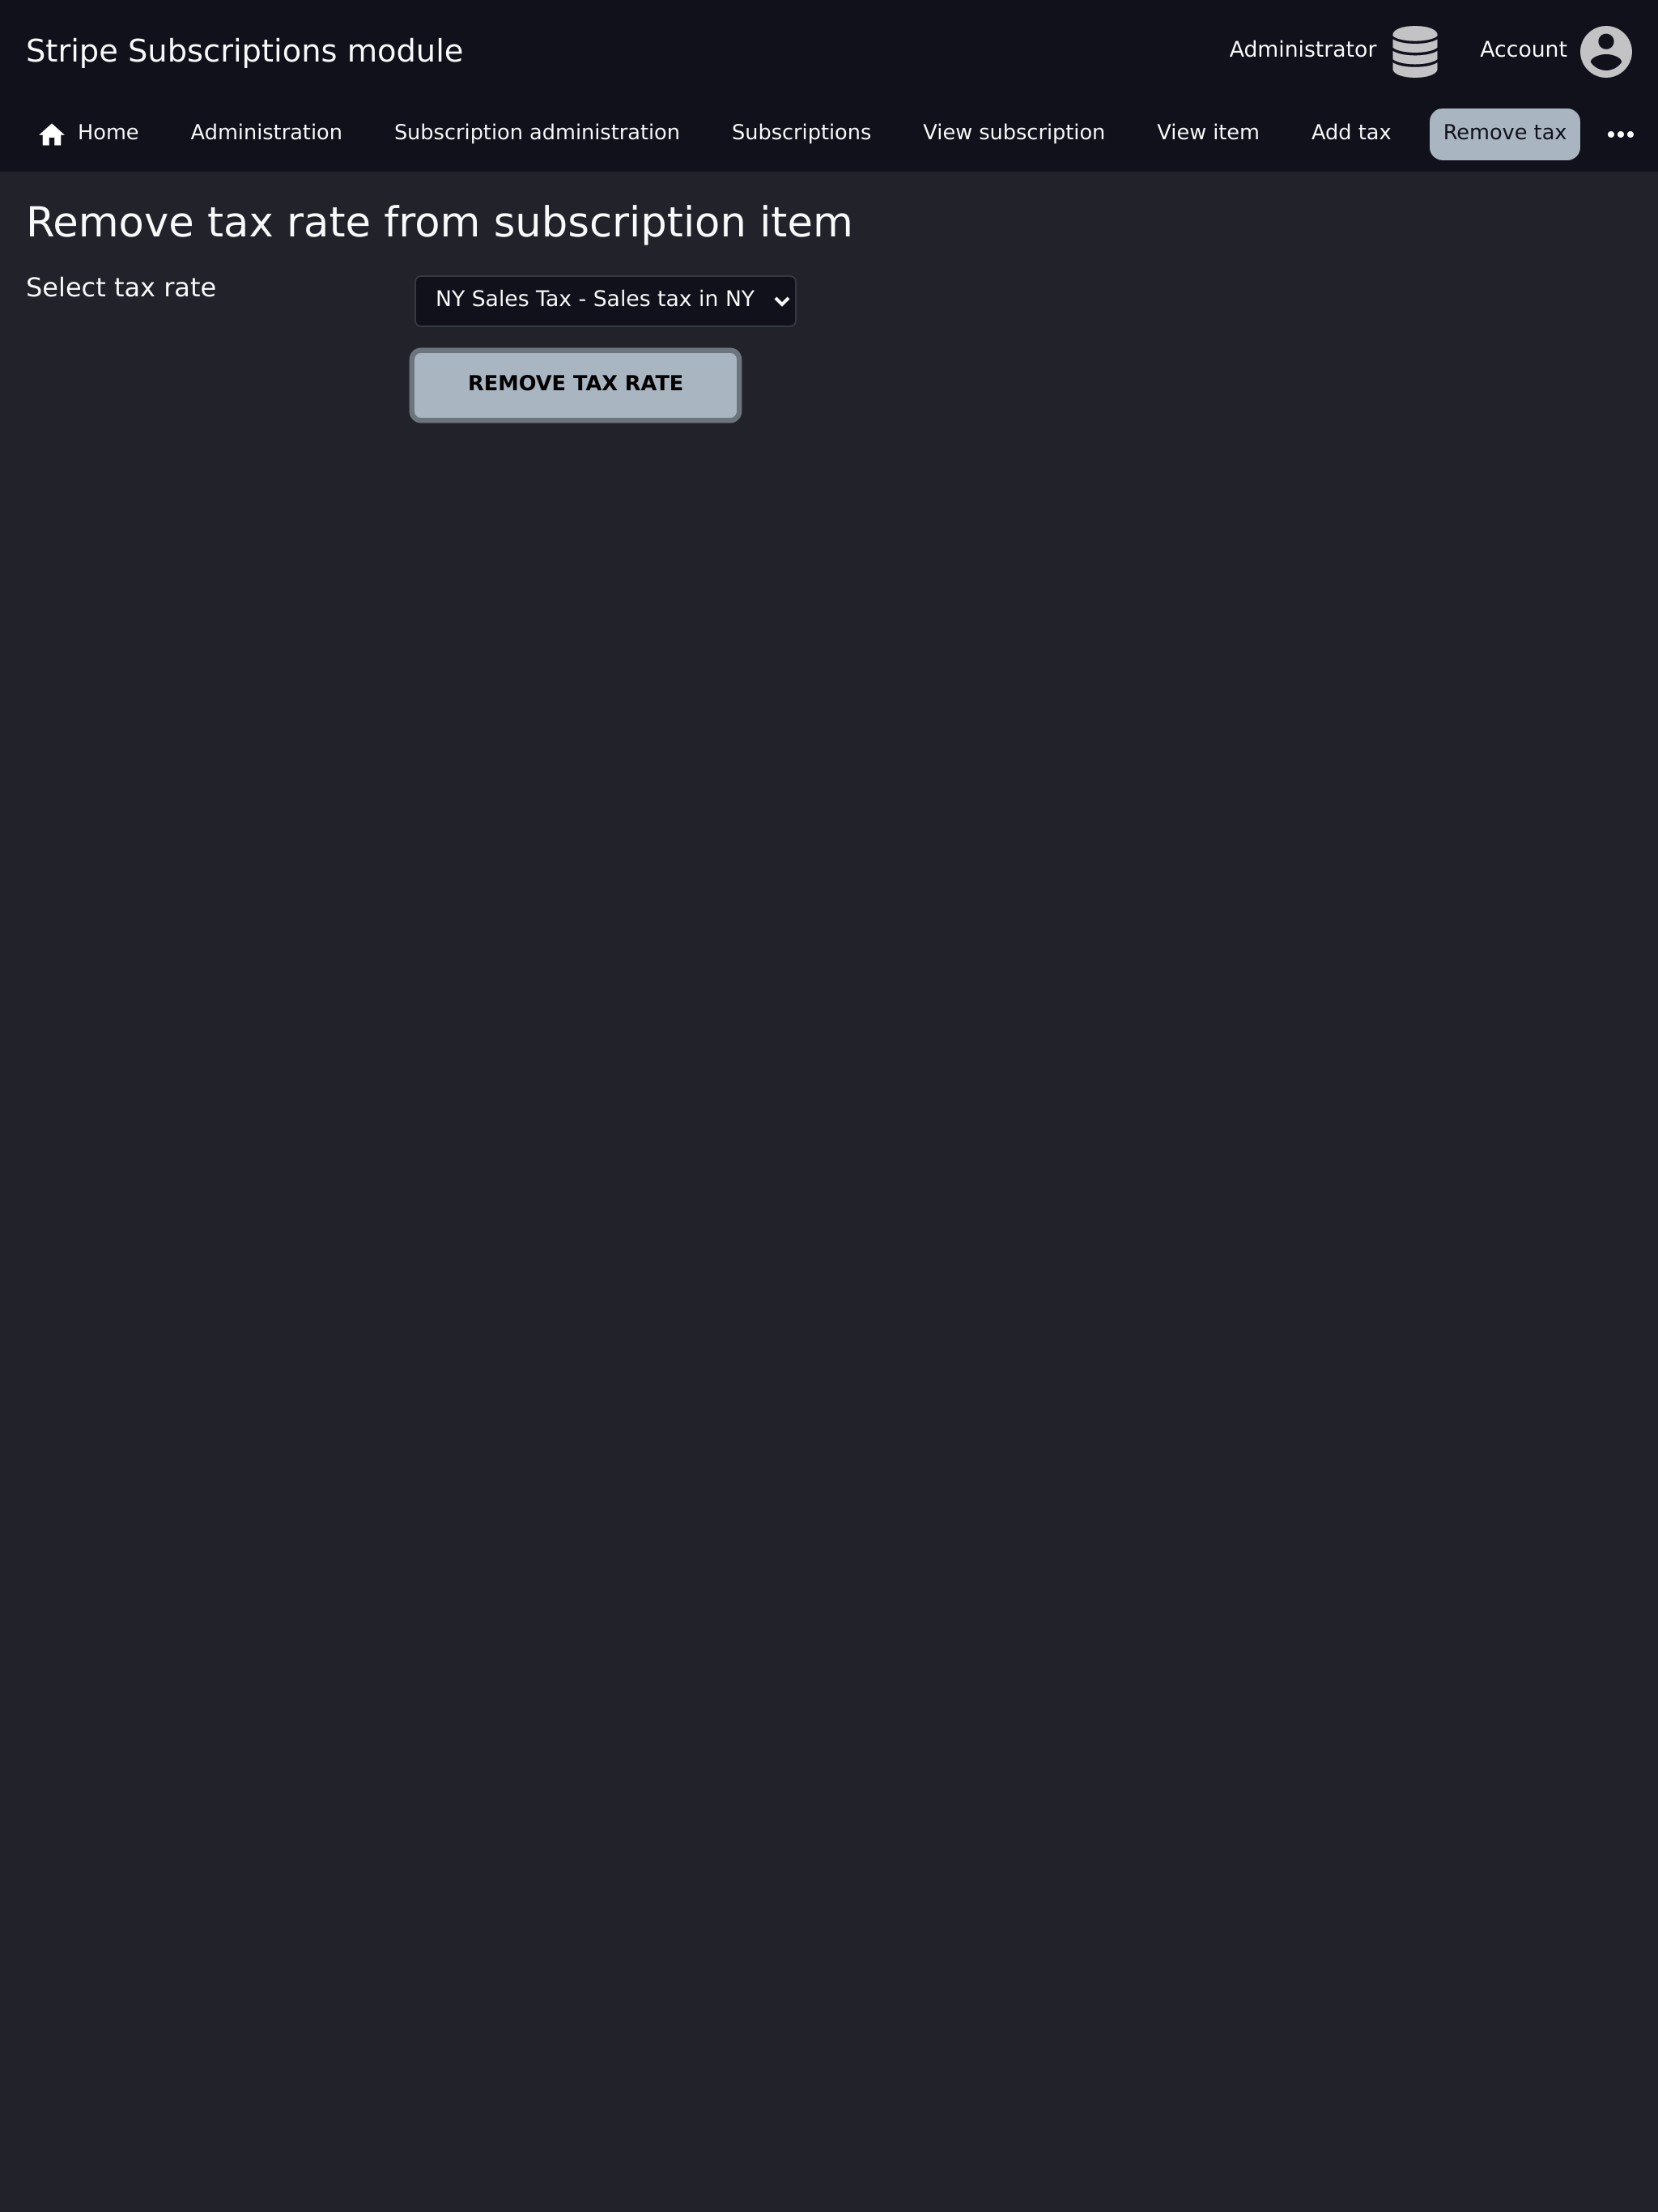 Stripe Subscriptions module
Administrator
Account
Home
Administration
Subscription administration
Subscriptions
View subscription
View item
Add tax
Remove tax
Remove tax rate from subscription item
Select tax rate
NY Sales Tax - Sales tax in NY
REMOVE TAX RATE